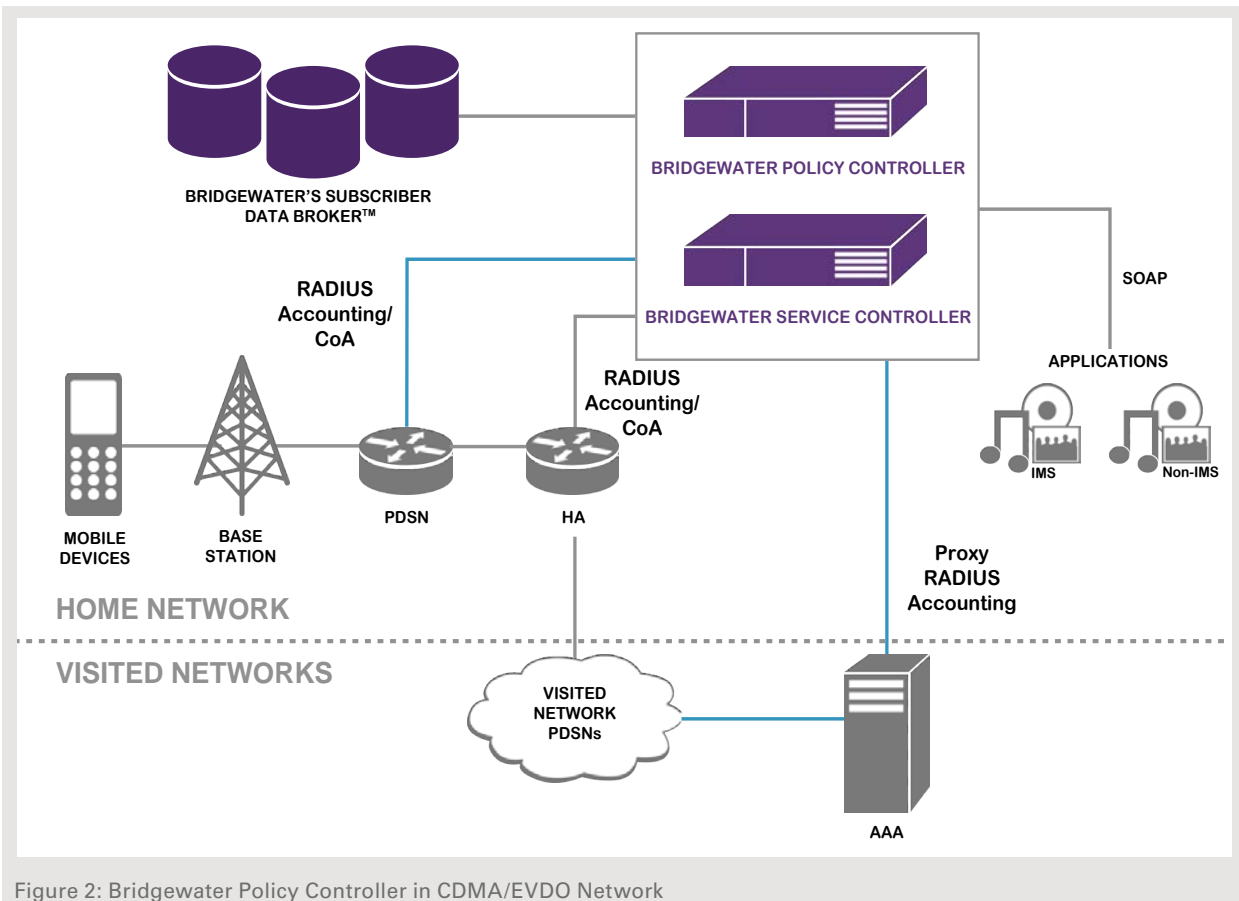 BRIDGEWATER'S SUBSCRIBER
DATA BROKER™
BRIDGEWATER POLICY CONTROLLER
BRIDGEWATER SERVICE CONTROLLER
RADIUS
Accounting/
CoA
RADIUS
Accounting/
CoA
SOAP
APPLICATIONS
IMS
Non-IMS
MOBILE
DEVICES
BASE
STATION
PDSN
HA
Proxy
RADIUS
Accounting
HOME NETWORK
VISITED NETWORKS
VISITED
NETWORK
PDSNs
AAA
Figure 2: Bridgewater Policy Controller in CDMA/EVDO Network